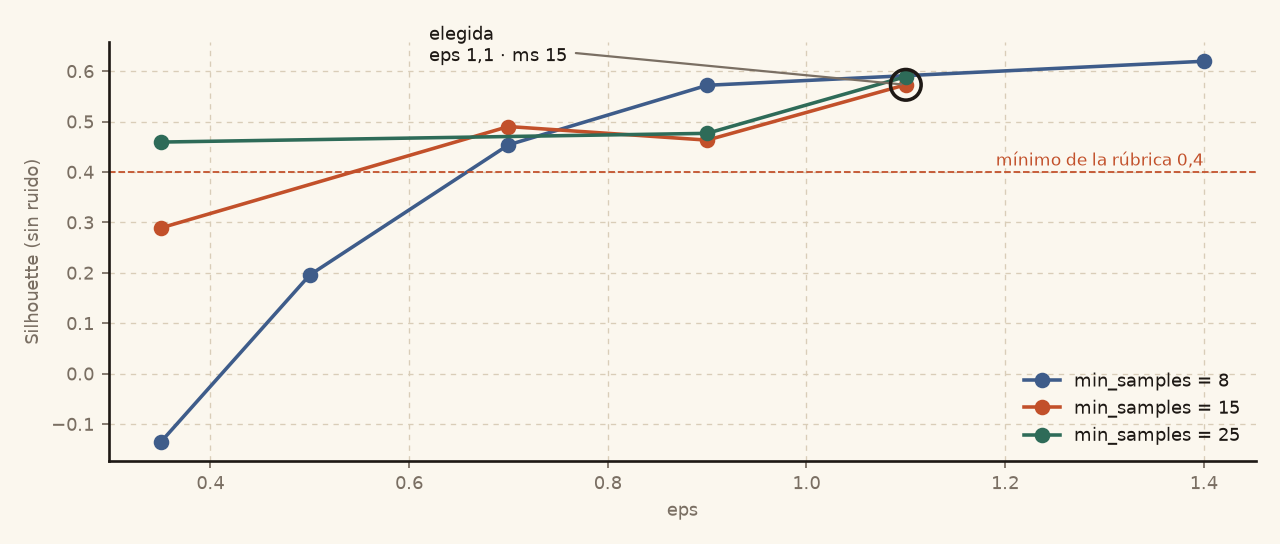 elegida
eps 1,1 · ms 15
0.6
0.5
0.4
0.3
0.2
0.1
0.0
−0.1
Silhouette (sin ruido)
mínimo de la rúbrica 0,4
min_samples = 8
min_samples = 15
min_samples = 25
0.4
0.6
0.8
1.0
1.2
1.4
eps